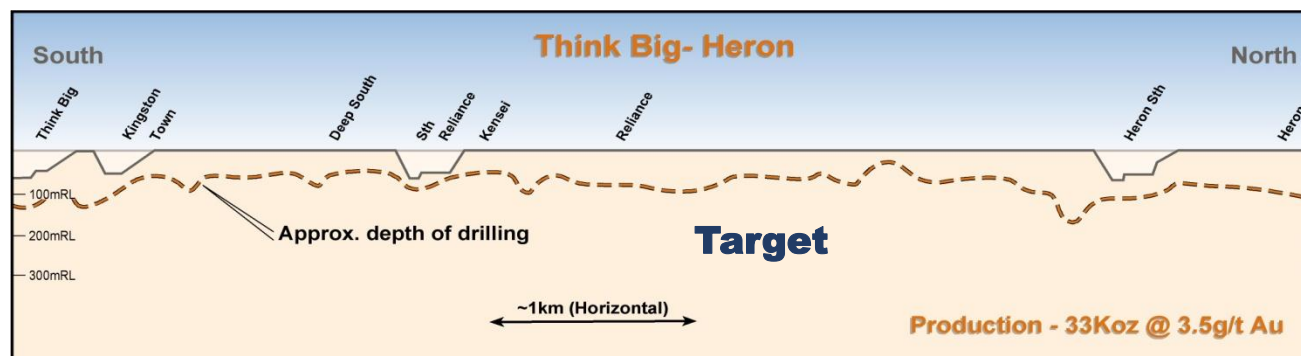 Think Big- Heron
South
North
Think Big
Kingston
Town
Deep South
Sth
Reliance
Kensei
Reliance
Heron Sth
Heron
100mRL
200mRL
300mRL
Approx. depth of drilling
Target
~1km (Horizontal)
Production - 33Koz @ 3.5g/t Au